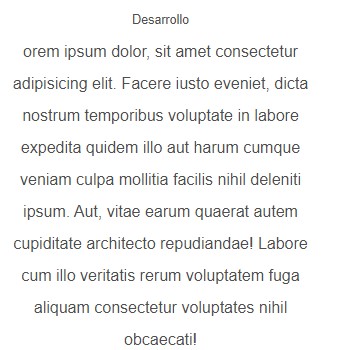 Desarrollo
orem ipsum dolor, sit amet consectetur
adipisicing elit. Facere iusto eveniet, dicta
nostrum temporibus voluptate in labore
expedita quidem illo aut harum cumque
veniam culpa mollitia facilis nihil deleniti
ipsum. Aut, vitae earum quaerat autem
cupiditate architecto repudiandae! Labore
cum illo veritatis rerum voluptatem fuga
aliquam consectetur voluptates nihil
obcaecati!